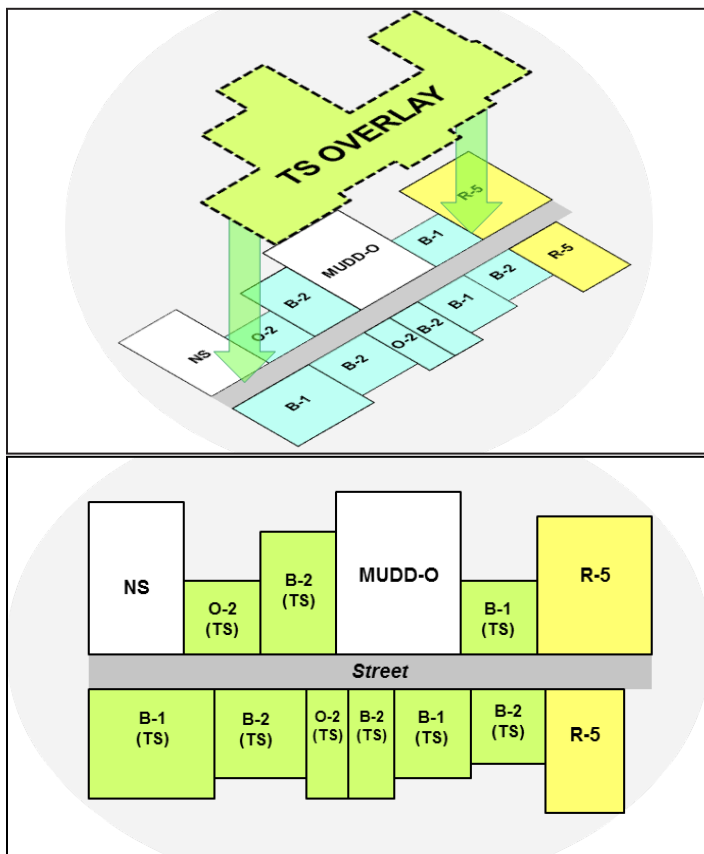 TS OVERLAY
R-5
B-1
MUDD-O
R-5
B-2
B-2
B-1
O-2
B-2
NS
O-2
B-2
B-1
NS
O-2
(TS)
B-2
(TS)
MUDD-O
B-1
(TS)
R-5
Street
B-1
(TS)
B-2
(TS)
O-2
(TS)
B-2
(TS)
B-1
(TS)
B-2
(TS)
R-5